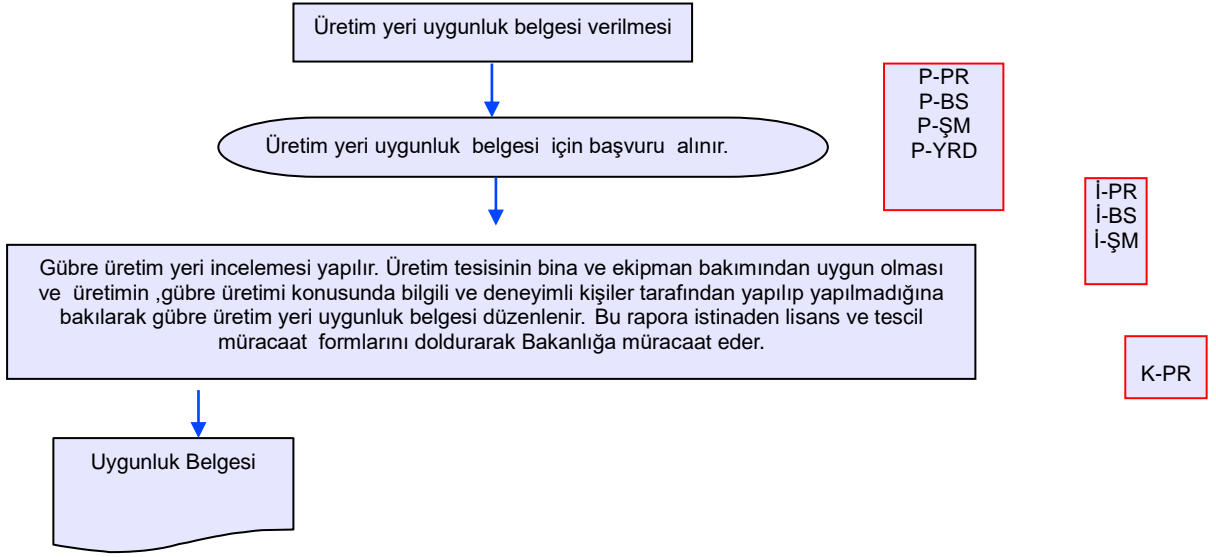 Üretim yeri uygunluk belgesi verilmesi
P-PR
P-BS
P-ŞM
P-YRD
Üretim yeri uygunluk belgesi için başvuru alınır.
İ-PR
İ-BS
İ-ŞM
Gübre üretim yeri incelemesi yapılır. Üretim tesisinin bina ve ekipman bakımından uygun olması
ve üretimin ,gübre üretimi konusunda bilgili ve deneyimli kişiler tarafından yapılıp yapılmadığına
bakılarak gübre üretim yeri uygunluk belgesi düzenlenir. Bu rapora istinaden lisans ve tescil
müracaat formlarını doldurarak Bakanlığa müracaat eder.
K-PR
Uygunluk Belgesi